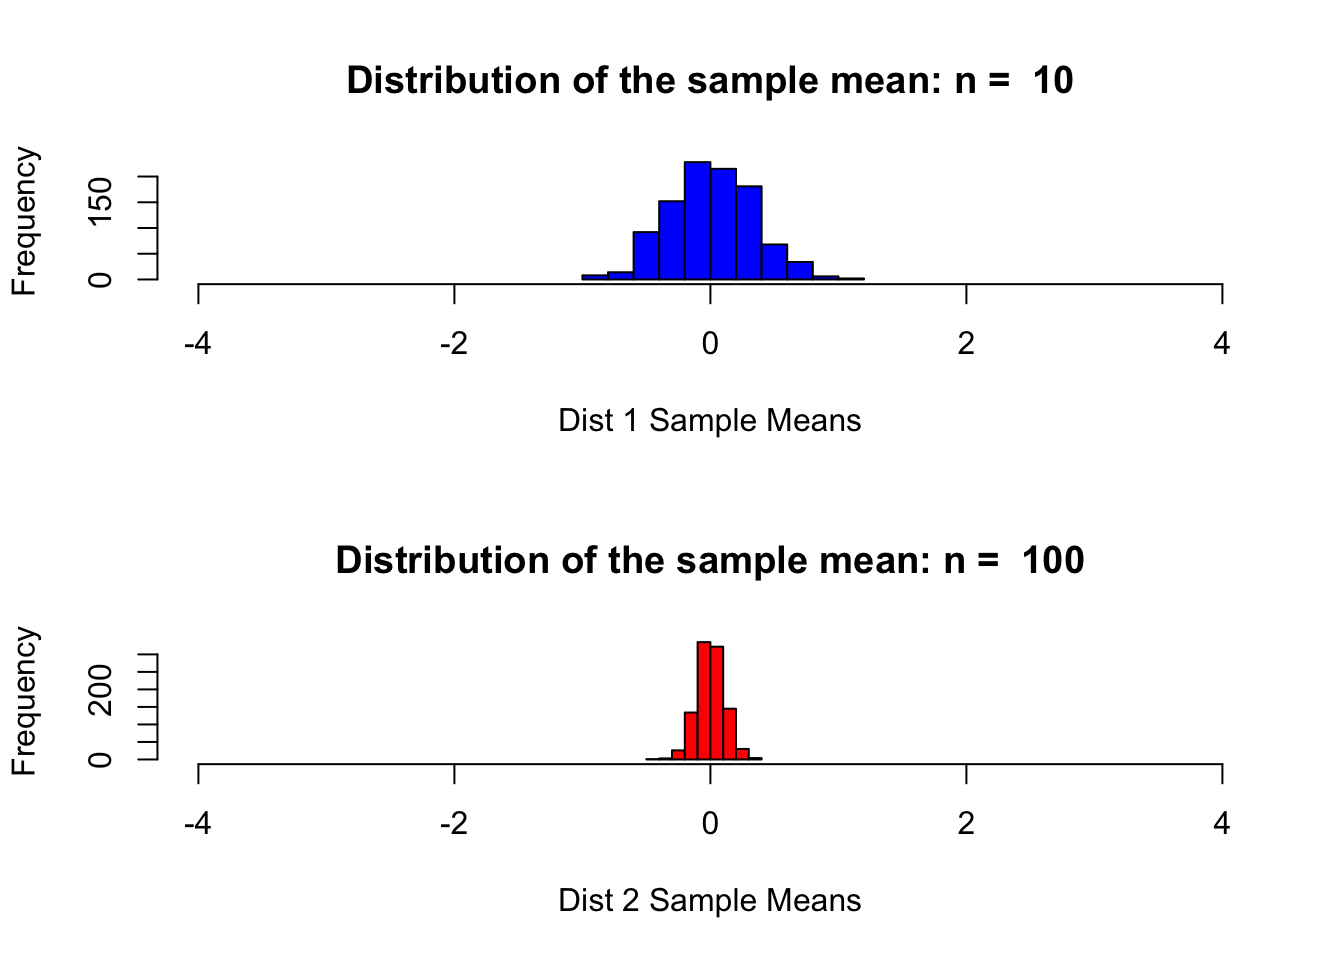 Distribution of the sample mean: n =  10
Frequency
150
0
-4 -2 0 2 4
Dist 1 Sample Means
Distribution of the sample mean: n =  100
Frequency
200
0
-4 -2 0 2 4
Dist 2 Sample Means